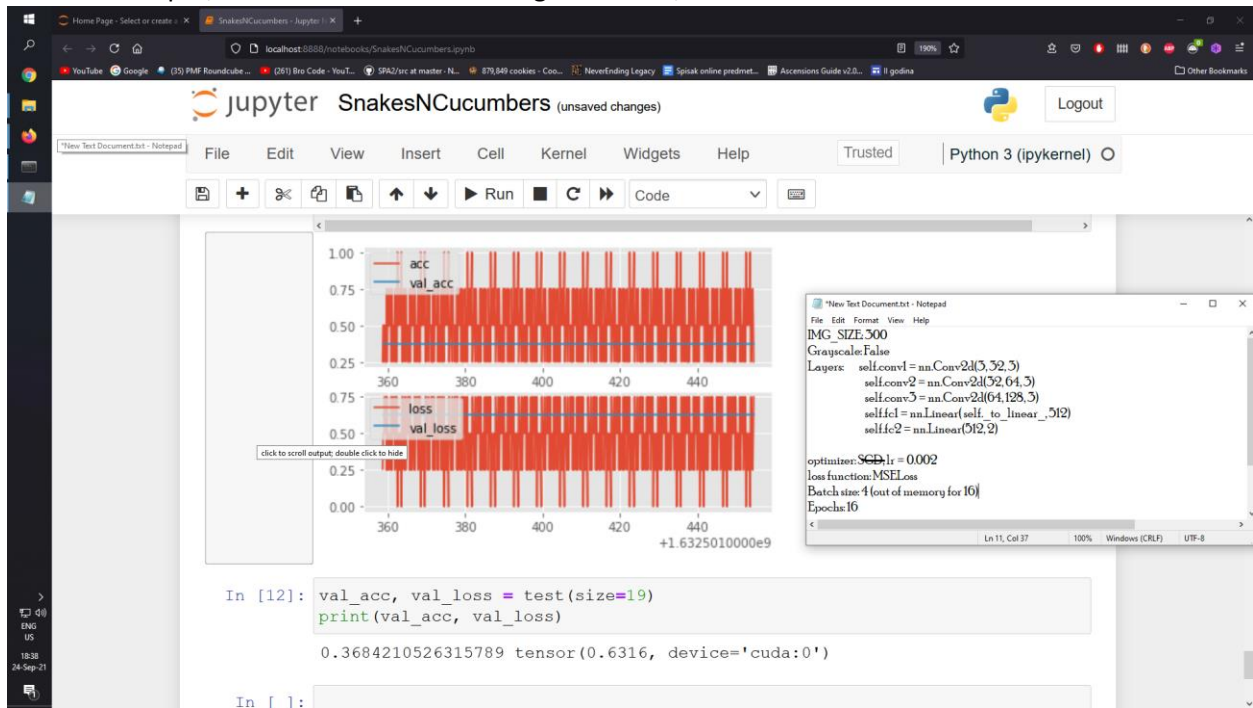 Home Page - Select or create a
SnakesNCucumbers - Jupyter
localhost:8888/notebooks/SnakesNCucumbers.ipynb
190%
YouTube
Google
(35) PMF Roundcube ...
(261) Bro Code - YouT...
SPA2/src at master · N...
879,849 cookies - Coo...
NeverEnding Legacy
Spisak online predmet...
Ascensions Guide v2.0...
II godina
Other Bookmarks
jupyter SnakesNCucumbers (unsaved changes)
Logout
*New Text Document.txt - Notepad
File Edit View Insert Cell Kernel Widgets Help
Trusted
Python 3 (ipykernel)
Run
Code
1.00
0.75
0.50
0.25
acc
val_acc
360 380 400 420 440
0.75
0.50
0.25
0.00
loss
val_loss
360 380 400 420 440
+1.6325010000e9
click to scroll output; double click to hide
*New Text Document.txt - Notepad
File Edit Format View Help
IMG_SIZE:300
Grayscale:False
Layers: self.conv1 = nn.Conv2d(3, 32, 3)
self.conv2 = nn.Conv2d(32, 64, 3)
self.conv3 = nn.Conv2d(64, 128, 3)
self.fc1 = nn.Linear(self._to_linear_, 512)
self.fc2 = nn.Linear(512, 2)
optimizer: SGD, lr = 0.002
loss function: MSELoss
Batch size: 4 (out of memory for 16)
Epochs:16
Ln 11, Col 37
100%
Windows (CRLF)
UTF-8
In [12]: val_acc, val_loss = test(size=19)
print(val_acc, val_loss)
0.3684210526315789 tensor(0.6316, device='cuda:0')
In [ ]:
ENG
US
18:38
24-Sep-21